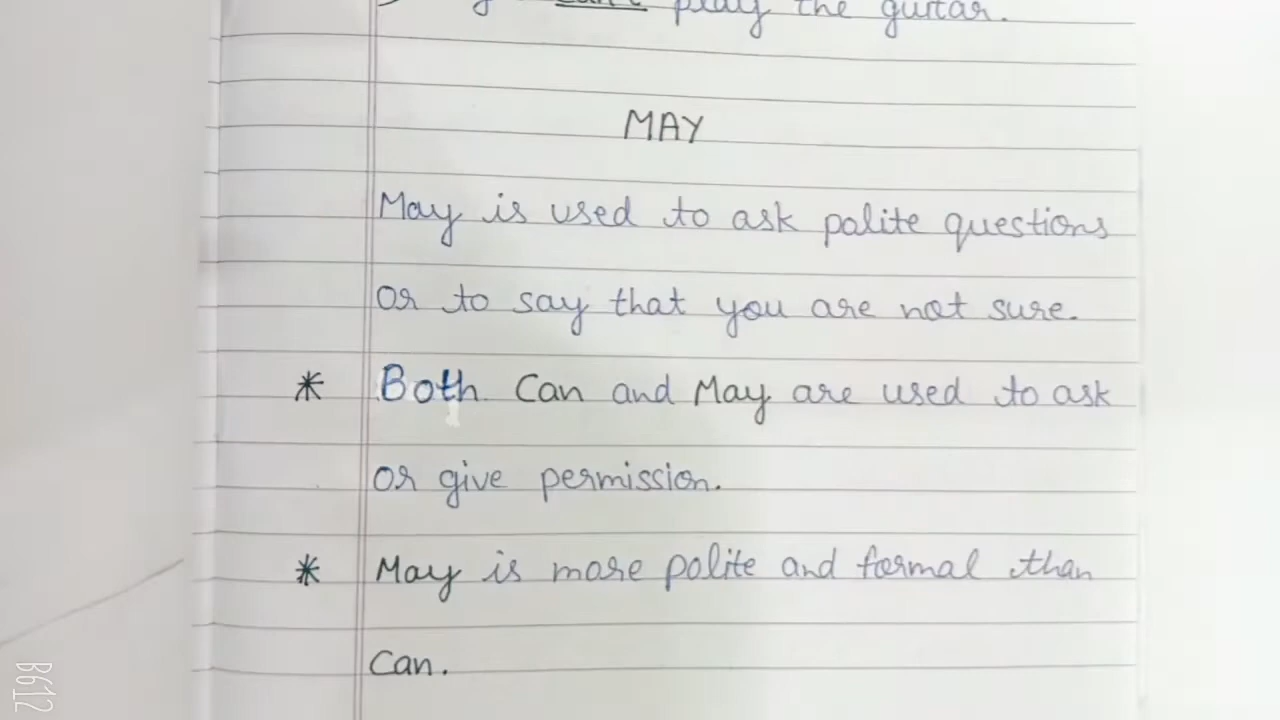 can't play the guitar.
MAY
May is used to ask polite questions
or to say that you are not sure.
* Both Can and May are used to ask
or give permission.
* May is more polite and formal than
Can.
B612